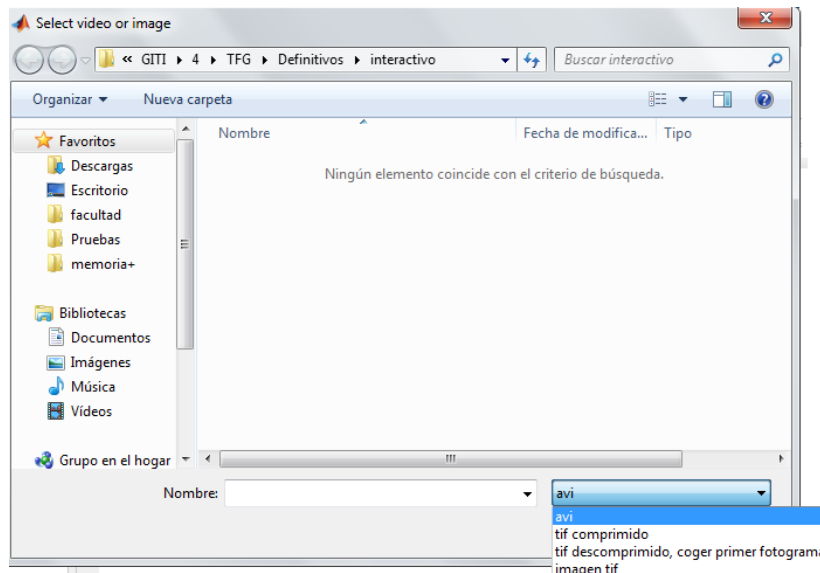 Select video or image
« GITI ▸ 4 ▸ TFG ▸ Definitivos ▸ interactivo
Buscar interactivo
Organizar
Nueva carpeta
Nombre
Fecha de modifica...
Tipo
Ningún elemento coincide con el criterio de búsqueda.
Favoritos
Descargas
Escritorio
facultad
Pruebas
memoria+
Bibliotecas
Documentos
Imágenes
Música
Vídeos
Grupo en el hogar
Nombre:
avi
avi
tif comprimido
tif descomprimido, coger primer fotograma
imagen tif